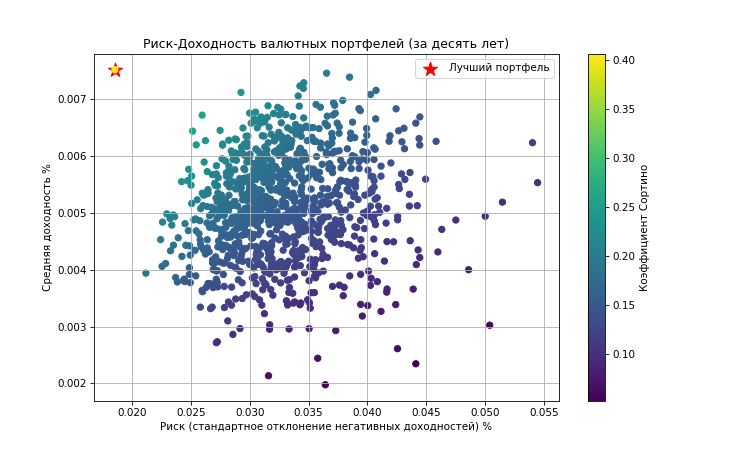 Риск-Доходность валютных портфелей (за десять лет)
Лучший портфель
Средняя доходность %
0.007
0.006
0.005
0.004
0.003
0.002
0.020 0.025 0.030 0.035 0.040 0.045 0.050 0.055
Риск (стандартное отклонение негативных доходностей) %
0.40
0.35
0.30
0.25
0.20
0.15
0.10
Коэффициент Сортино